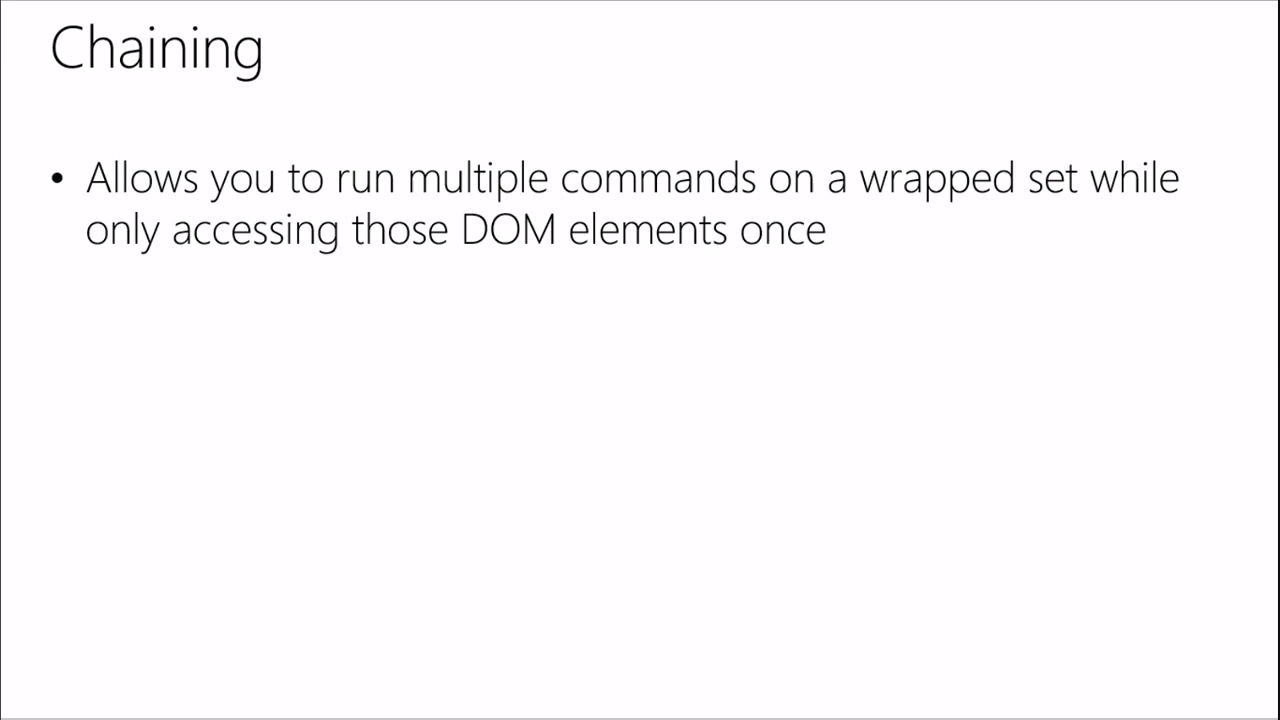 Chaining
• Allows you to run multiple commands on a wrapped set while
only accessing those DOM elements once